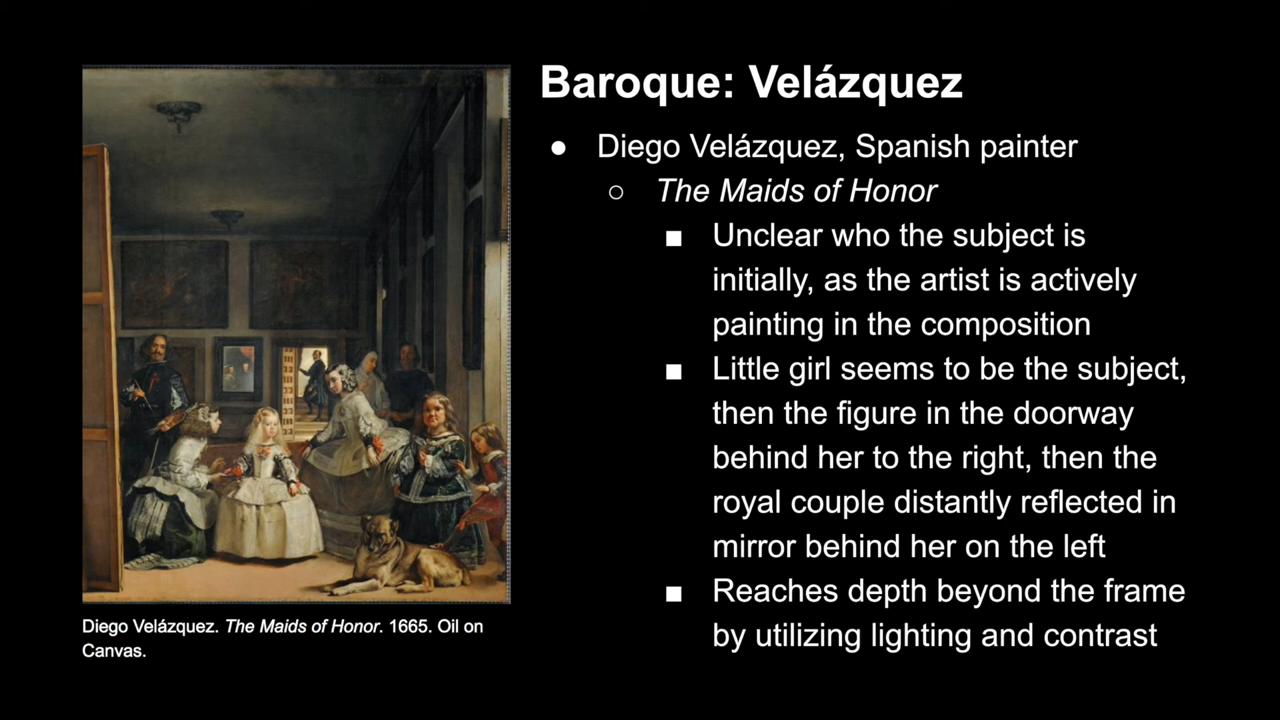 Baroque: Velázquez
● Diego Velázquez, Spanish painter
○ The Maids of Honor
■ Unclear who the subject is
initially, as the artist is actively
painting in the composition
■ Little girl seems to be the subject,
then the figure in the doorway
behind her to the right, then the
royal couple distantly reflected in
mirror behind her on the left
■ Reaches depth beyond the frame
by utilizing lighting and contrast
Diego Velázquez. The Maids of Honor. 1665. Oil on
Canvas.